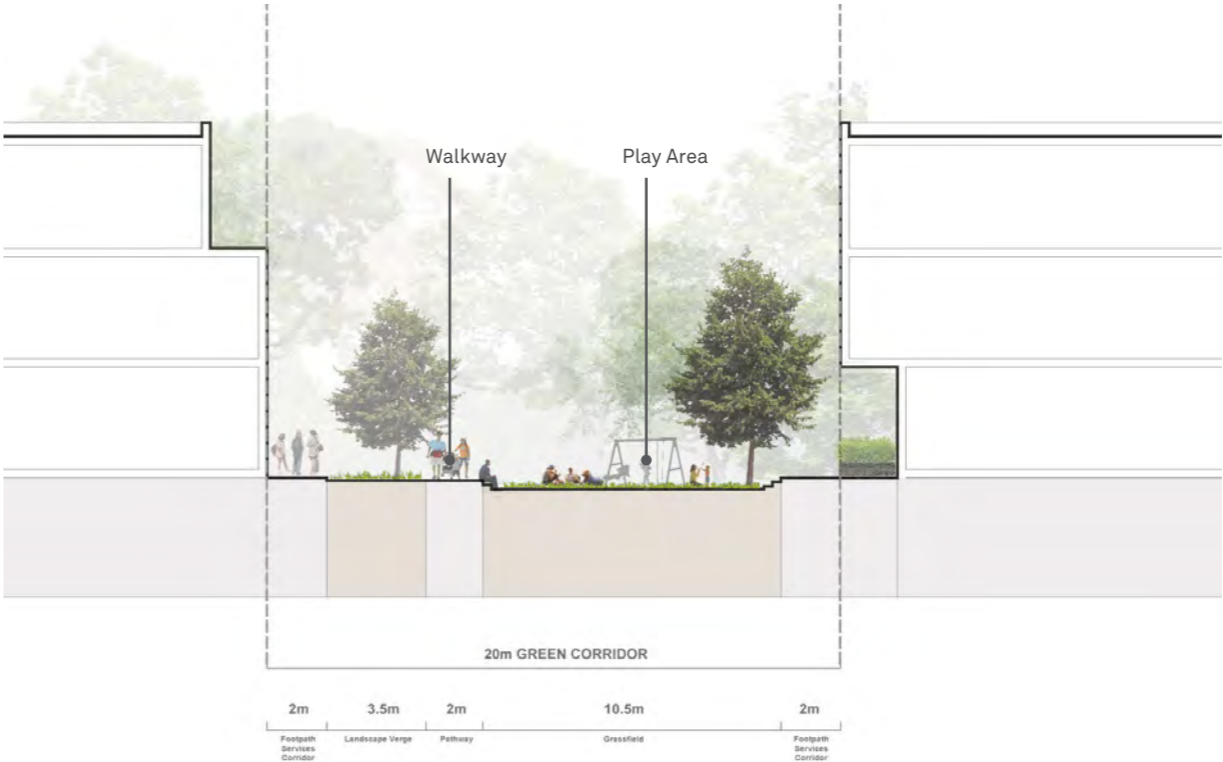 Walkway Play Area
20m GREEN CORRIDOR
2m 3.5m 2m 10.5m 2m
Footpath Landscape Verge Pathway Grassfield Footpath
Services Services
Corridor Corridor